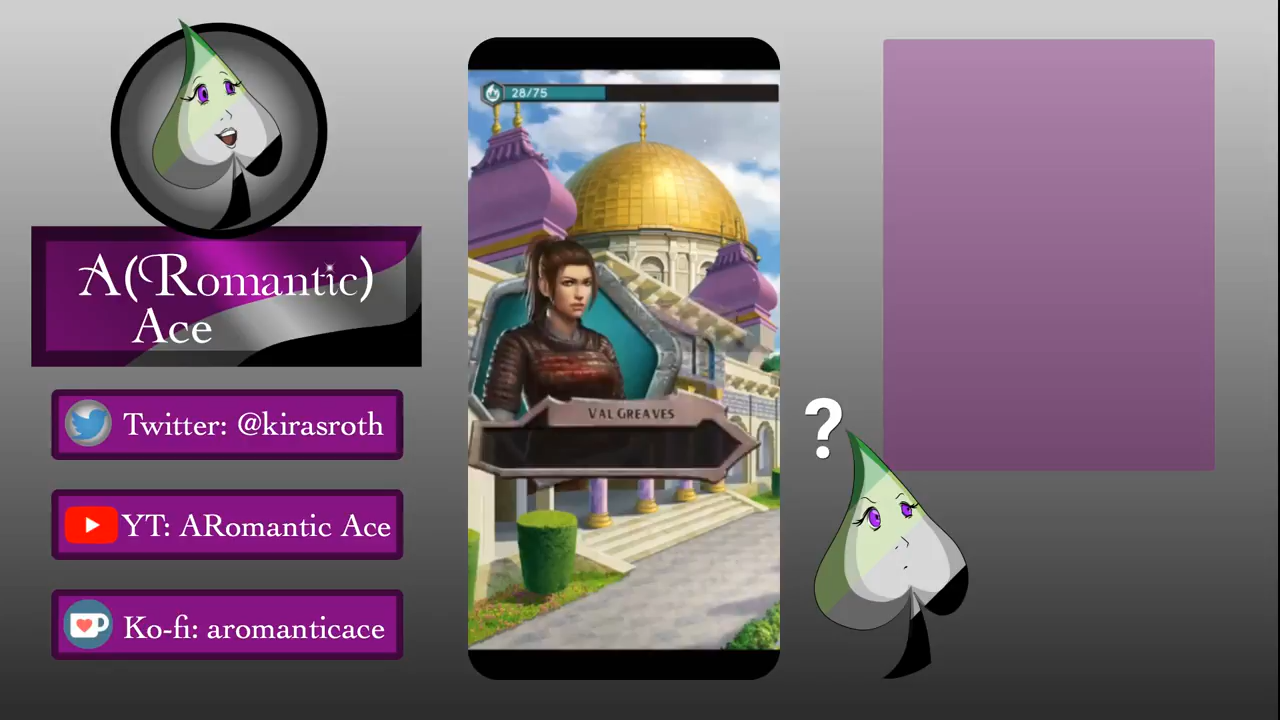 A(Romantic)
Ace
Twitter: @kirasroth
YT: ARomantic Ace
Ko-fi: aromanticace
28/75
VAL GREAVES
?